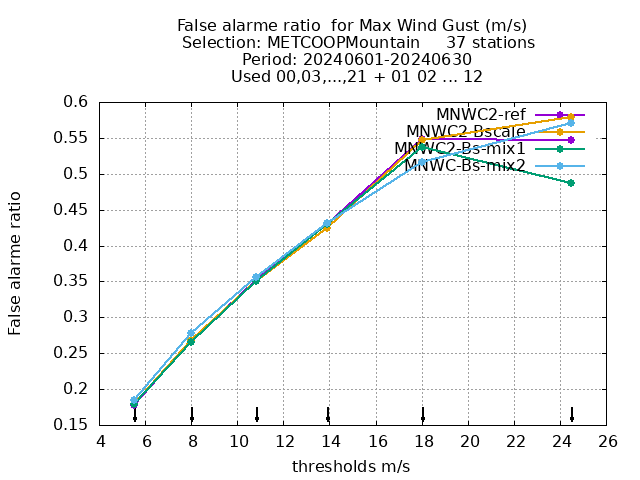 False alarme ratio  for Max Wind Gust (m/s)
Selection: METCOOPMountain     37 stations
Period: 20240601-20240630
Used 00,03,...,21 + 01 02 ... 12
False alarme ratio
0.6
0.55
0.5
0.45
0.4
0.35
0.3
0.25
0.2
0.15
MNWC2-ref
MNWC2-Bscale
MNWC2-Bs-mix1
MNWC-Bs-mix2
4 6 8 10 12 14 16 18 20 22 24 26
thresholds m/s